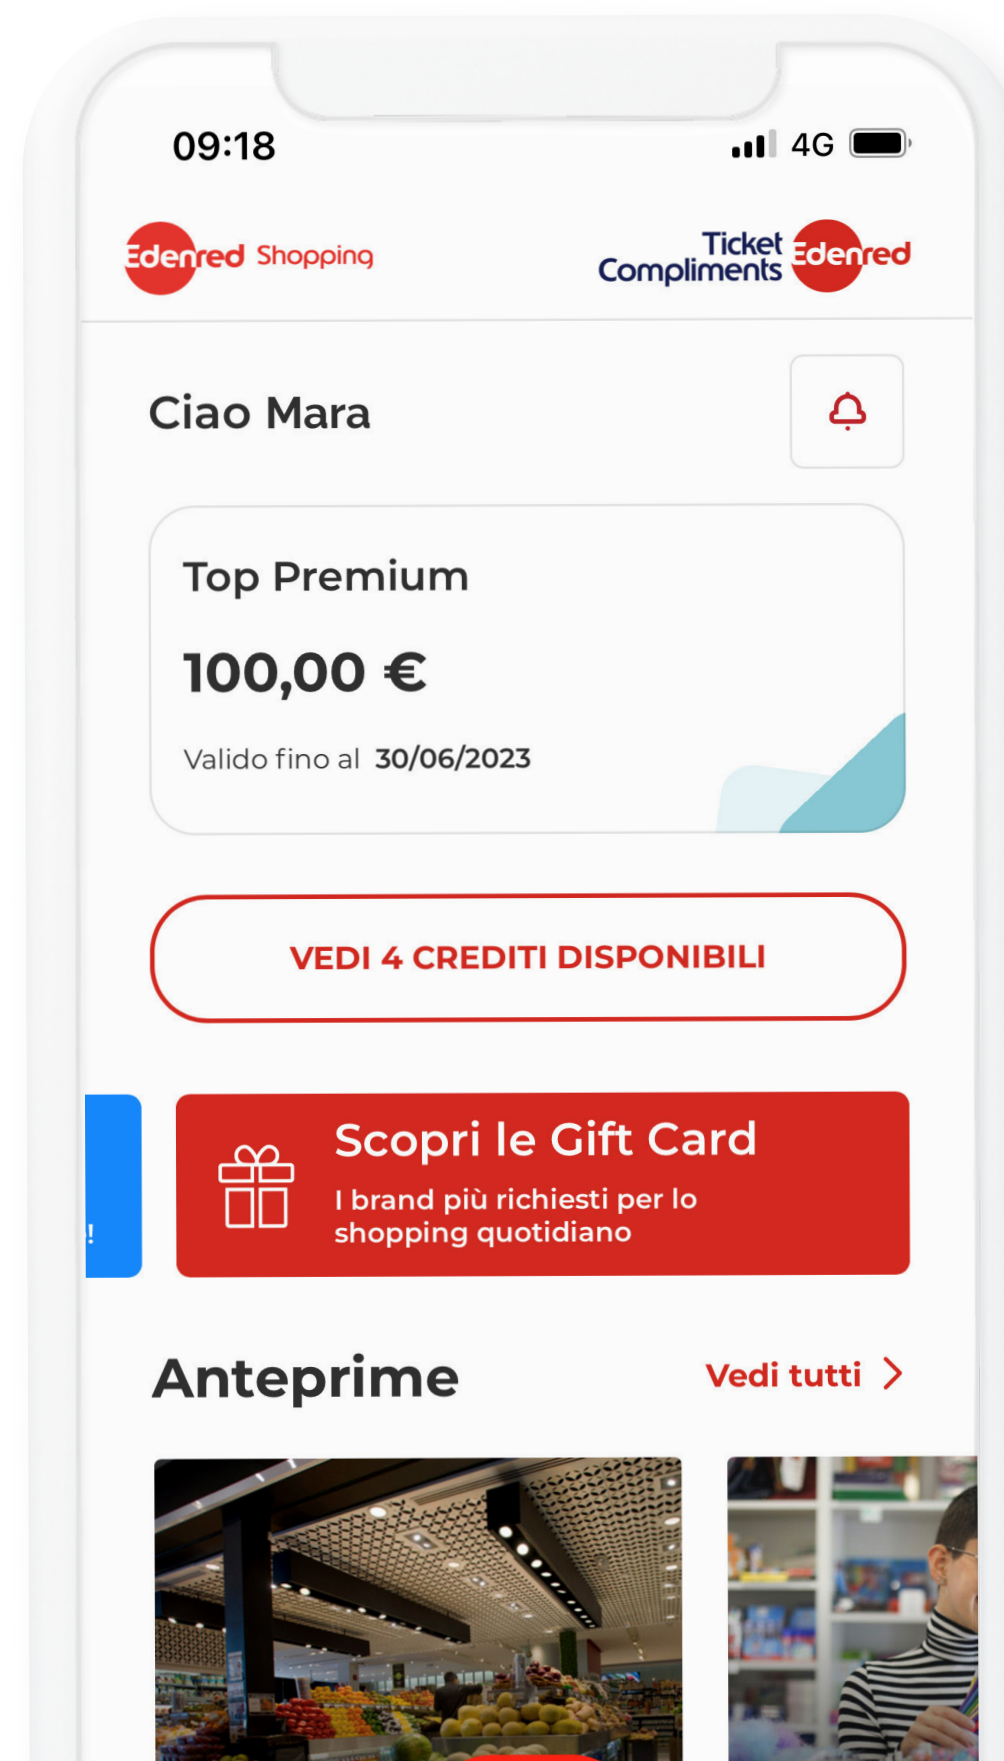 09:18
4G
Edenred Shopping
Ticket
Compliments
Edenred
Ciao Mara
Top Premium
100,00 €
Valido fino al 30/06/2023
VEDI 4 CREDITI DISPONIBILI
!
Scopri le Gift Card
I brand più richiesti per lo
shopping quotidiano
Anteprime
Vedi tutti